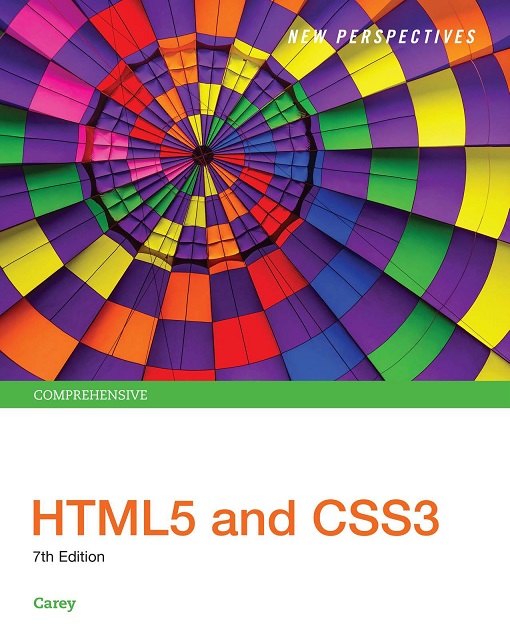 NEW PERSPECTIVES
COMPREHENSIVE
HTML5 and CSS3
7th Edition
Carey